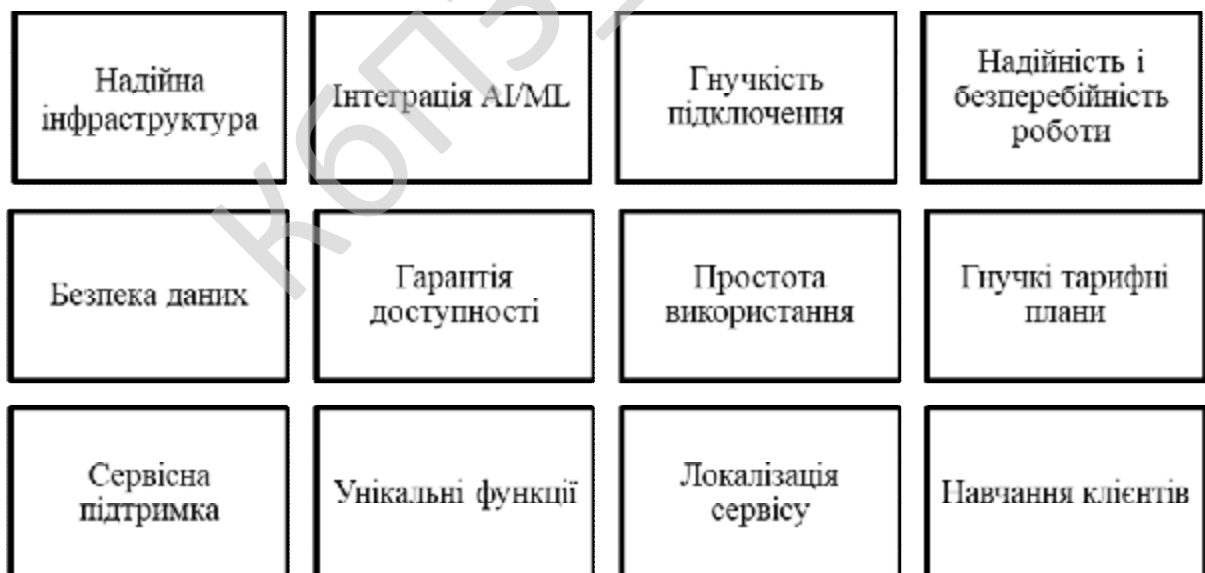 Надійна
інфраструктура
Інтеграція AI/ML
Гнучкість
підключення
Надійність і
безперебійність
роботи
Безпека даних
Гарантія
доступності
Простота
використання
Гнучкі тарифні
плани
Сервісна
підтримка
Унікальні функції
Локалізація
сервісу
Навчання клієнтів